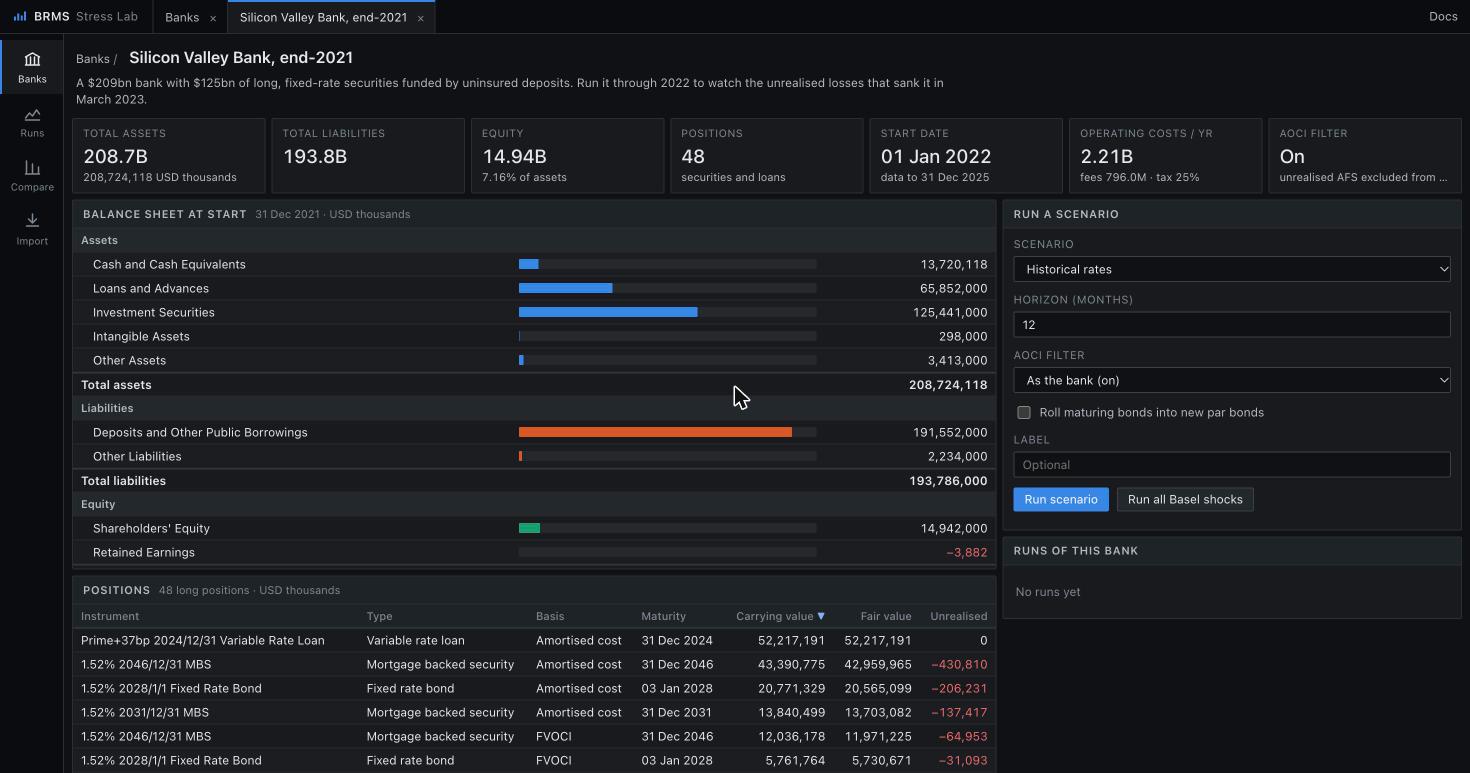 BRMS Stress Lab
Banks ×
Silicon Valley Bank, end-2021 ×
Docs
Banks
Runs
Compare
Import
Banks / Silicon Valley Bank, end-2021
A $209bn bank with $125bn of long, fixed-rate securities funded by uninsured deposits. Run it through 2022 to watch the unrealised losses that sank it in
March 2023.
TOTAL ASSETS
208.7B
208,724,118 USD thousands
TOTAL LIABILITIES
193.8B
EQUITY
14.94B
7.16% of assets
POSITIONS
48
securities and loans
START DATE
01 Jan 2022
data to 31 Dec 2025
OPERATING COSTS / YR
2.21B
fees 796.0M · tax 25%
AOCI FILTER
On
unrealised AFS excluded from ...
BALANCE SHEET AT START 31 Dec 2021 · USD thousands
Assets
Cash and Cash Equivalents 13,720,118
Loans and Advances 65,852,000
Investment Securities 125,441,000
Intangible Assets 298,000
Other Assets 3,413,000
Total assets 208,724,118
Liabilities
Deposits and Other Public Borrowings 191,552,000
Other Liabilities 2,234,000
Total liabilities 193,786,000
Equity
Shareholders' Equity 14,942,000
Retained Earnings −3,882
POSITIONS 48 long positions · USD thousands
Instrument Type Basis Maturity Carrying value ▼ Fair value Unrealised
Prime+37bp 2024/12/31 Variable Rate Loan Variable rate loan Amortised cost 31 Dec 2024 52,217,191 52,217,191 0
1.52% 2046/12/31 MBS Mortgage backed security Amortised cost 31 Dec 2046 43,390,775 42,959,965 −430,810
1.52% 2028/1/1 Fixed Rate Bond Fixed rate bond Amortised cost 03 Jan 2028 20,771,329 20,565,099 −206,231
1.52% 2031/12/31 MBS Mortgage backed security Amortised cost 31 Dec 2031 13,840,499 13,703,082 −137,417
1.52% 2046/12/31 MBS Mortgage backed security FVOCI 31 Dec 2046 12,036,178 11,971,225 −64,953
1.52% 2028/1/1 Fixed Rate Bond Fixed rate bond FVOCI 03 Jan 2028 5,761,764 5,730,671 −31,093
RUN A SCENARIO
SCENARIO
Historical rates
HORIZON (MONTHS)
12
AOCI FILTER
As the bank (on)
Roll maturing bonds into new par bonds
LABEL
Optional
Run scenario
Run all Basel shocks
RUNS OF THIS BANK
No runs yet